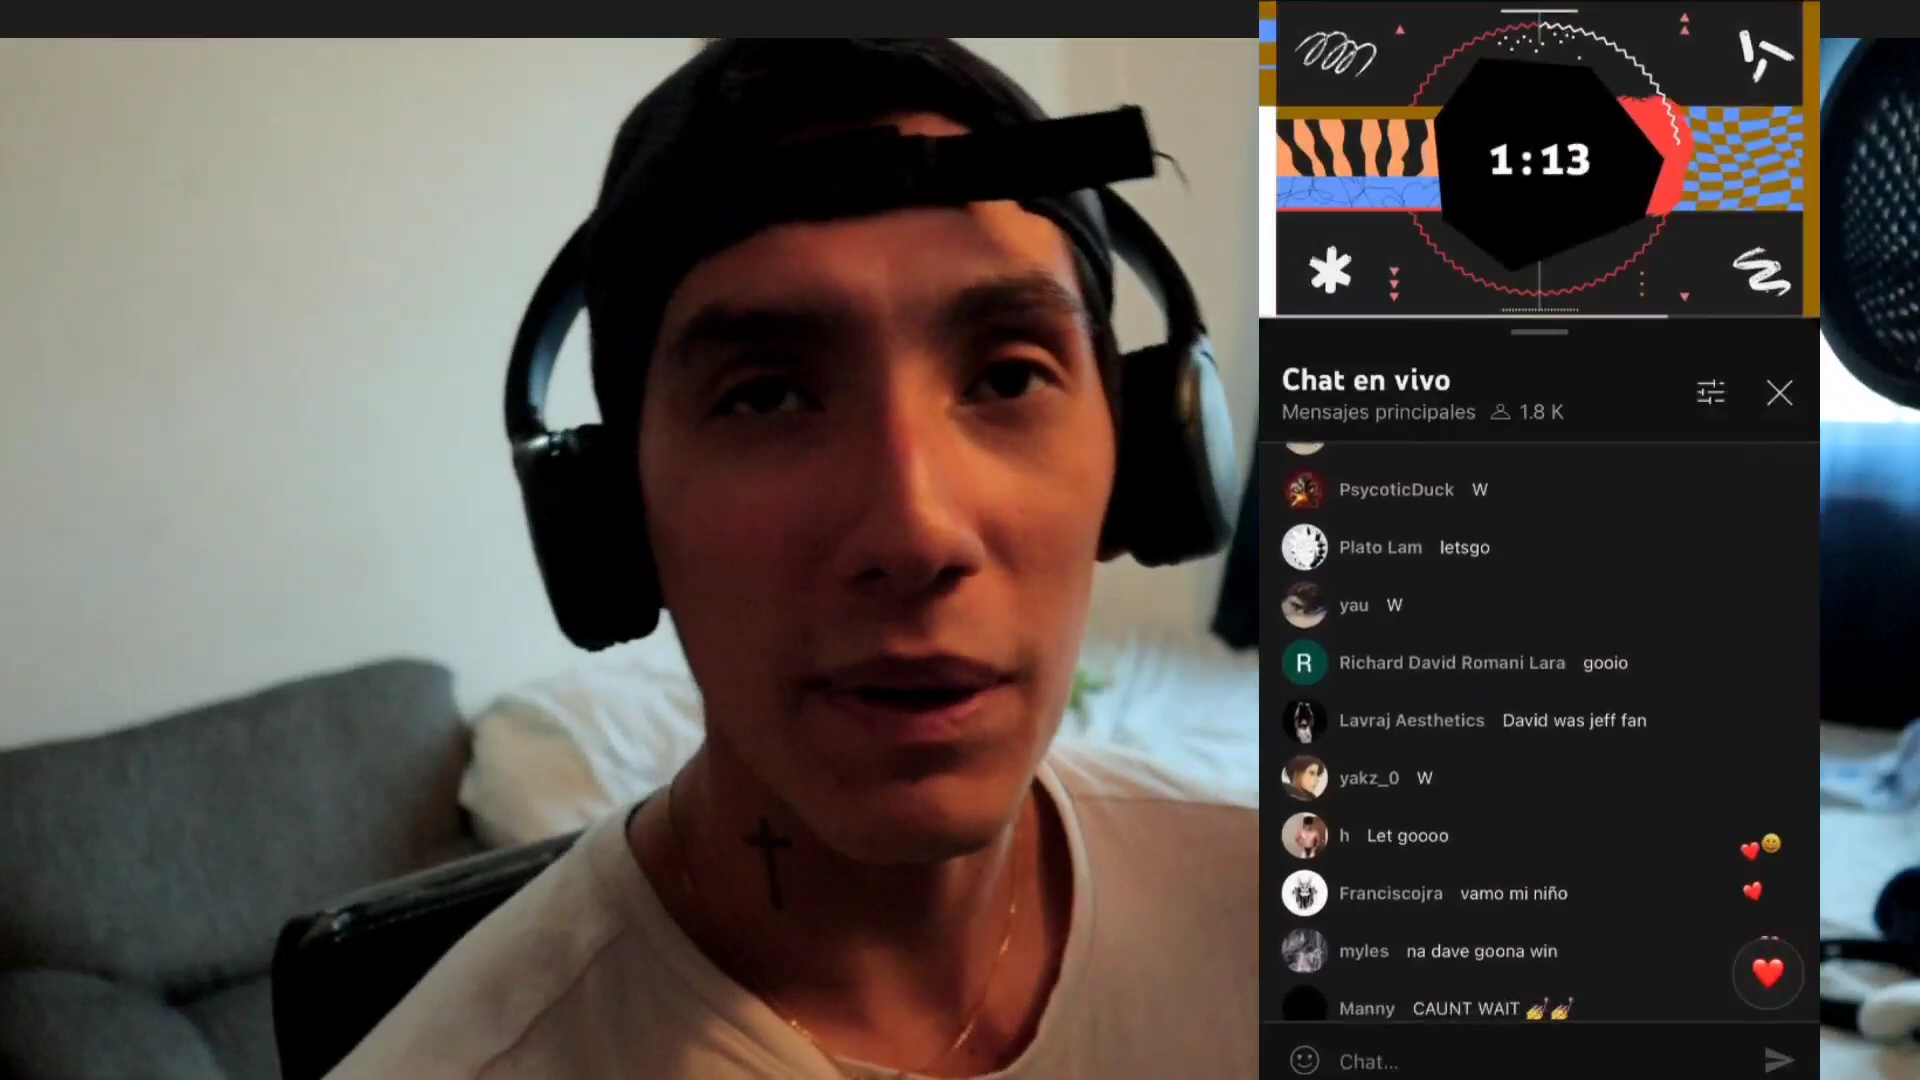 1:13
Chat en vivo
Mensajes principales 1.8 K
PsycoticDuck W
Plato Lam letsgo
yau W
R Richard David Romani Lara gooio
Lavraj Aesthetics David was jeff fan
yakz_0 W
h Let goooo
Franciscojra vamo mi niño
myles na dave goona win
Manny CAUNT WAIT 💅💅
Chat...